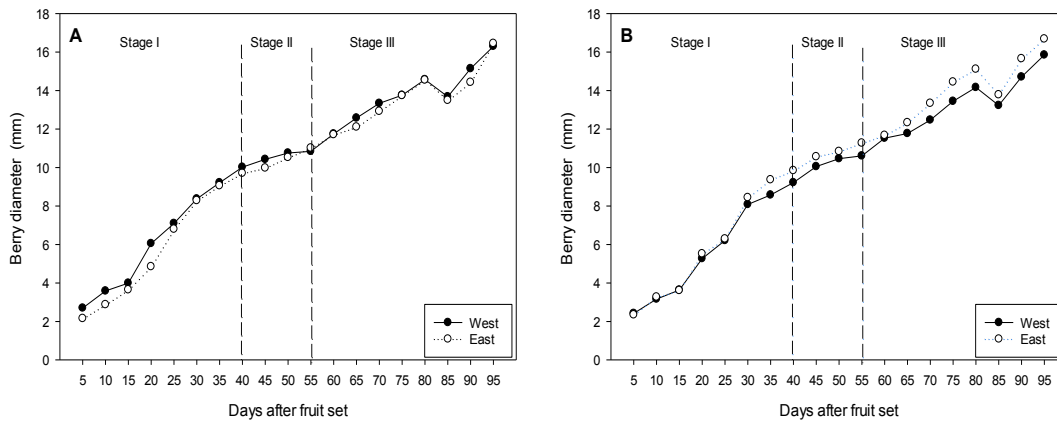 A
Stage I Stage II Stage III
Berry diameter (mm)
18
16
14
12
10
8
6
4
2
0
5 10 15 20 25 30 35 40 45 50 55 60 65 70 75 80 85 90 95
Days after fruit set
West
East
B
Stage I Stage II Stage III
Berry diameter (mm)
18
16
14
12
10
8
6
4
2
0
5 10 15 20 25 30 35 40 45 50 55 60 65 70 75 80 85 90 95
Days after fruit set
West
East